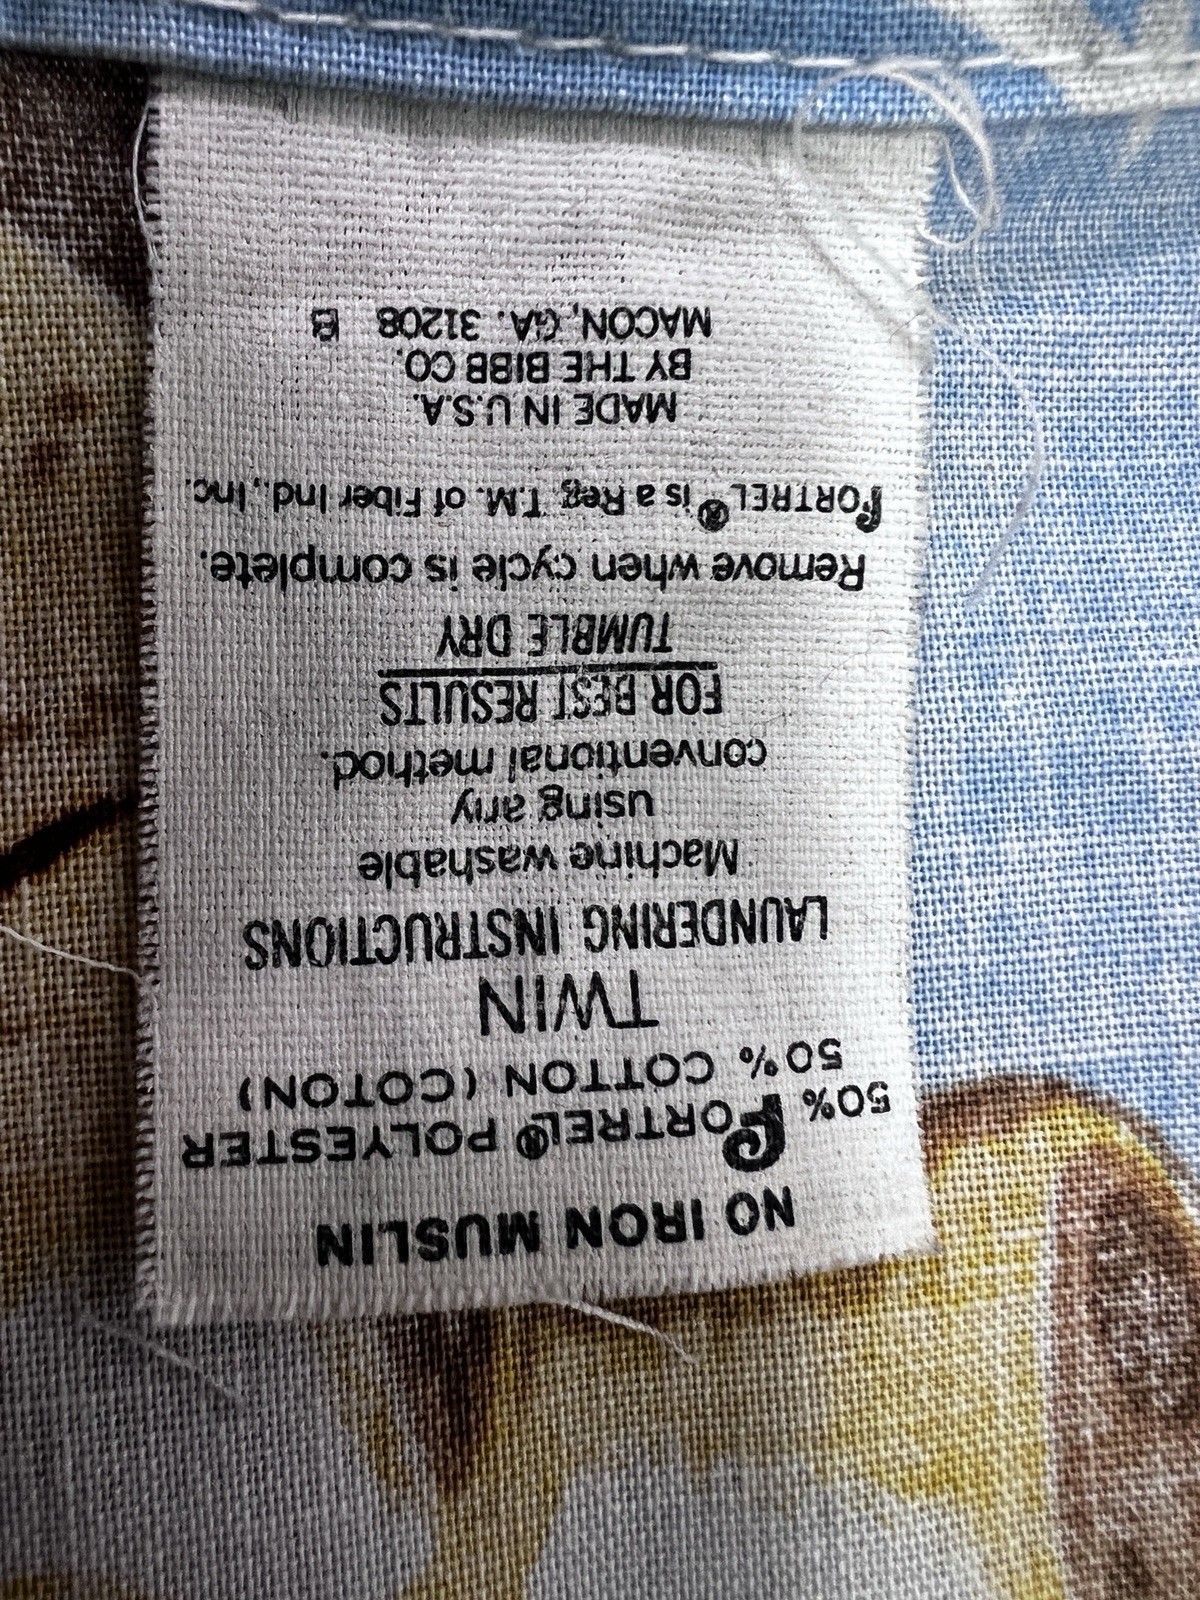 NO IRON MUSLIN
50% FORTREL® POLYESTER
50% COTTON (COTON)
TWIN
LAUNDERING INSTRUCTIONS
Machine washable
using any
conventional method.
FOR BEST RESULTS
TUMBLE DRY
Remove when cycle is complete.
FORTREL® is a Reg. T.M. of Fiber Ind., Inc.
MADE IN U.S.A.
BY THE BIBB CO.
MACON, GA. 31208 B